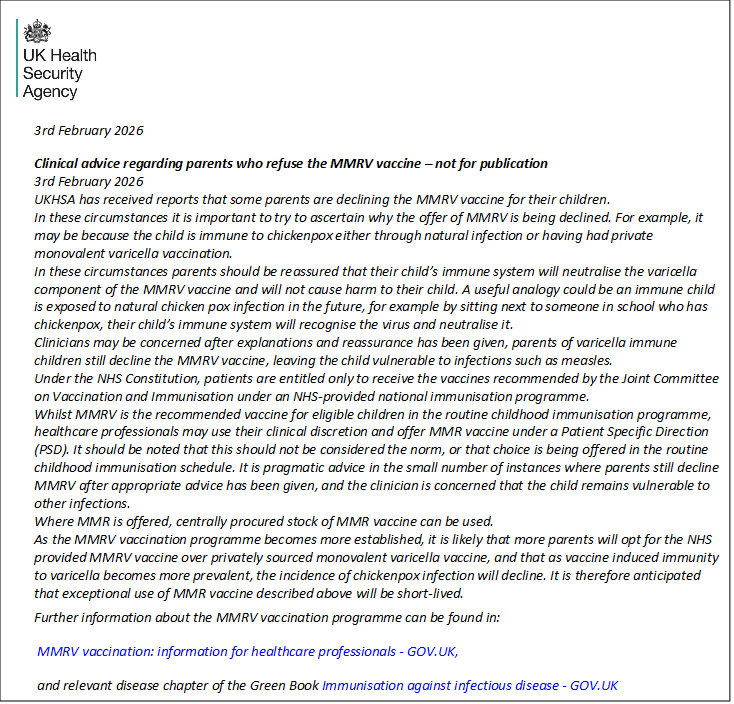 UK Health
Security
Agency
3rd February 2026
Clinical advice regarding parents who refuse the MMRV vaccine – not for publication
3rd February 2026
UKHSA has received reports that some parents are declining the MMRV vaccine for their children.
In these circumstances it is important to try to ascertain why the offer of MMRV is being declined. For example, it
may be because the child is immune to chickenpox either through natural infection or having had private
monovalent varicella vaccination.
In these circumstances parents should be reassured that their child's immune system will neutralise the varicella
component of the MMRV vaccine and will not cause harm to their child. A useful analogy could be an immune child
is exposed to natural chicken pox infection in the future, for example by sitting next to someone in school who has
chickenpox, their child's immune system will recognise the virus and neutralise it.
Clinicians may be concerned after explanations and reassurance has been given, parents of varicella immune
children still decline the MMRV vaccine, leaving the child vulnerable to infections such as measles.
Under the NHS Constitution, patients are entitled only to receive the vaccines recommended by the Joint Committee
on Vaccination and Immunisation under an NHS-provided national immunisation programme.
Whilst MMRV is the recommended vaccine for eligible children in the routine childhood immunisation programme,
healthcare professionals may use their clinical discretion and offer MMR vaccine under a Patient Specific Direction
(PSD). It should be noted that this should not be considered the norm, or that choice is being offered in the routine
childhood immunisation schedule. It is pragmatic advice in the small number of instances where parents still decline
MMRV after appropriate advice has been given, and the clinician is concerned that the child remains vulnerable to
other infections.
Where MMR is offered, centrally procured stock of MMR vaccine can be used.
As the MMRV vaccination programme becomes more established, it is likely that more parents will opt for the NHS
provided MMRV vaccine over privately sourced monovalent varicella vaccine, and that as vaccine induced immunity
to varicella becomes more prevalent, the incidence of chickenpox infection will decline. It is therefore anticipated
that exceptional use of MMR vaccine described above will be short-lived.
Further information about the MMRV vaccination programme can be found in:
MMRV vaccination: information for healthcare professionals - GOV.UK,
and relevant disease chapter of the Green Book Immunisation against infectious disease - GOV.UK